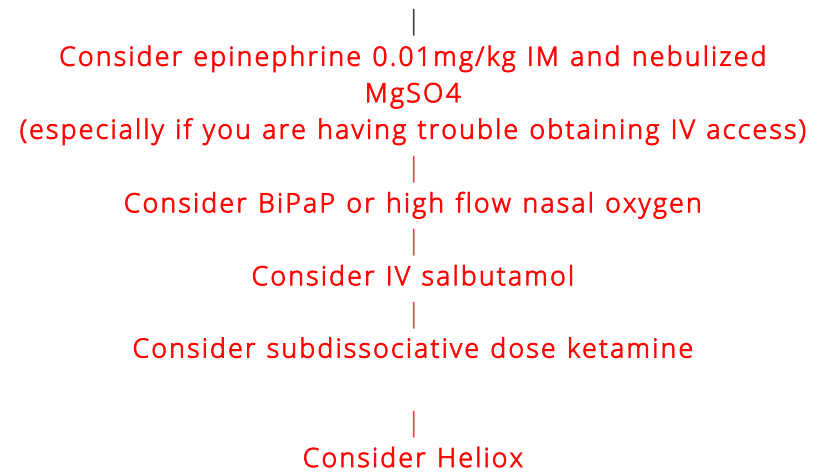 Consider epinephrine 0.01mg/kg IM and nebulized
MgSO4
(especially if you are having trouble obtaining IV access)
Consider BiPaP or high flow nasal oxygen
Consider IV salbutamol
Consider subdissociative dose ketamine
Consider Heliox